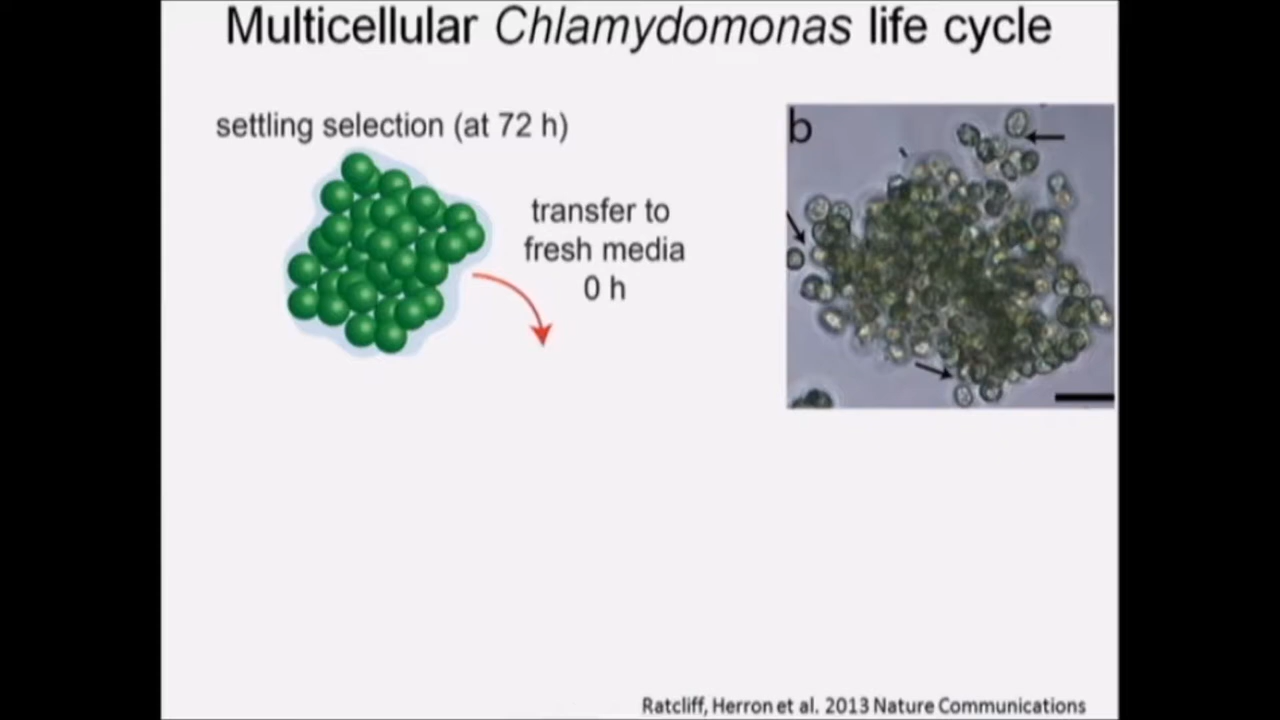 Multicellular Chlamydomonas life cycle
settling selection (at 72 h)
b
transfer to
fresh media
0 h
Ratcliff, Herron et al. 2013 Nature Communications